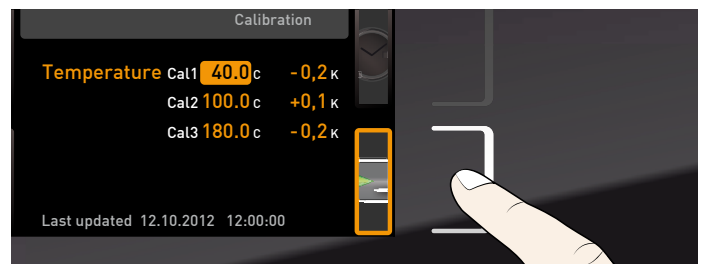 Calibration
Temperature Cal1 40.0 c -0,2 K
Cal2 100.0 c +0,1 K
Cal3 180.0 c -0,2 K
Last updated 12.10.2012 12:00:00